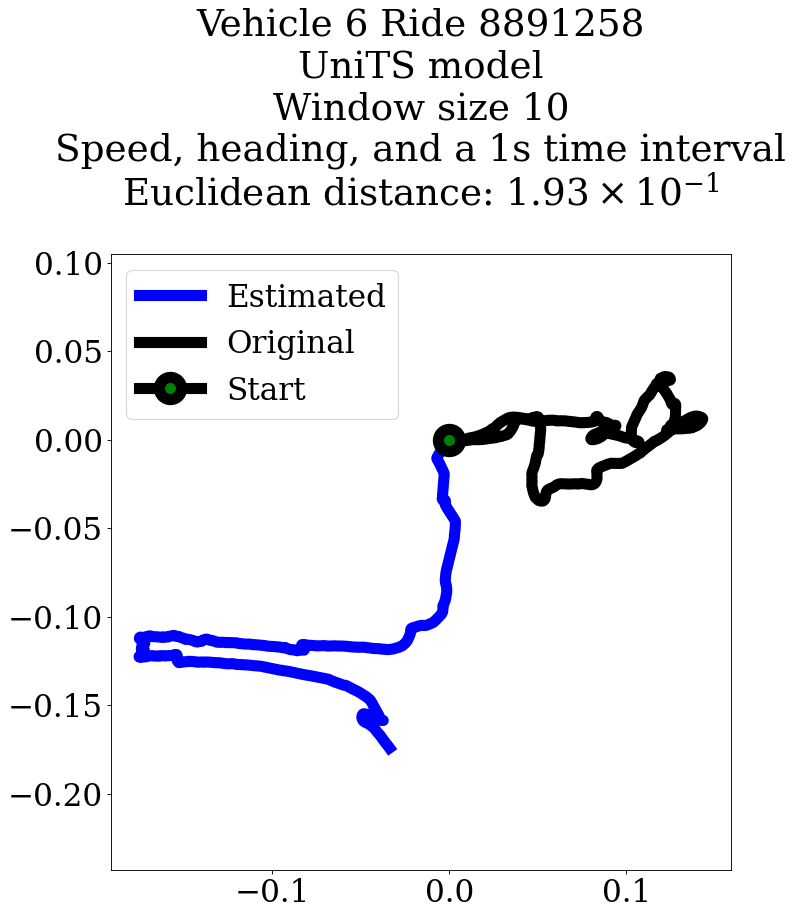 Vehicle 6 Ride 8891258
UniTS model
Window size 10
Speed, heading, and a 1s time interval
Euclidean distance: 1.93 × 10⁻¹
0.10
0.05
0.00
−0.05
−0.10
−0.15
−0.20
Estimated
Original
Start
−0.1
0.0
0.1